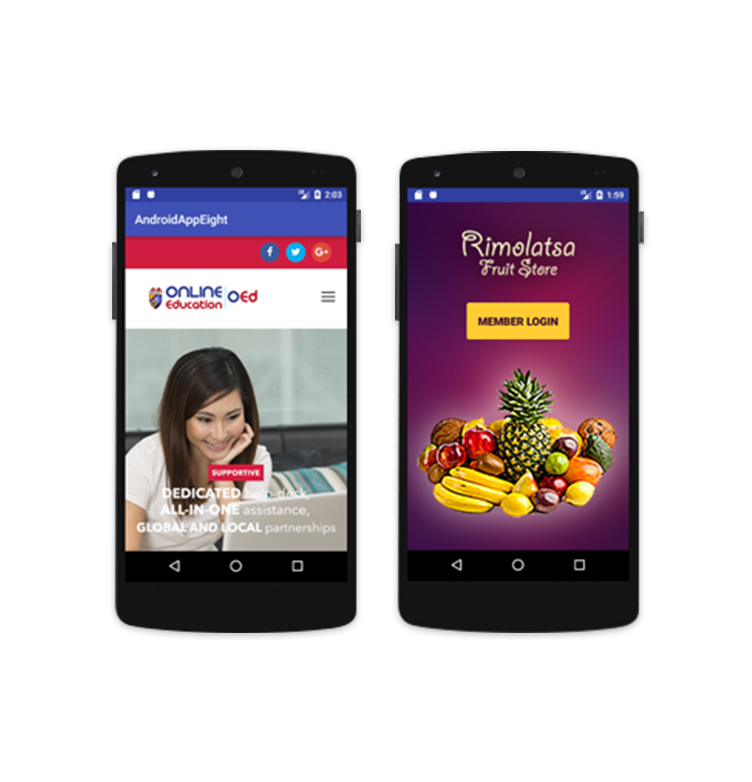 2:03
AndroidAppEight
f
G+
ONLINE
Education
OEd
SUPPORTIVE
DEDICATED help-desk,
ALL-IN-ONE assistance,
GLOBAL AND LOCAL partnerships
1:59
Rimolatsa
Fruit Store
MEMBER LOGIN